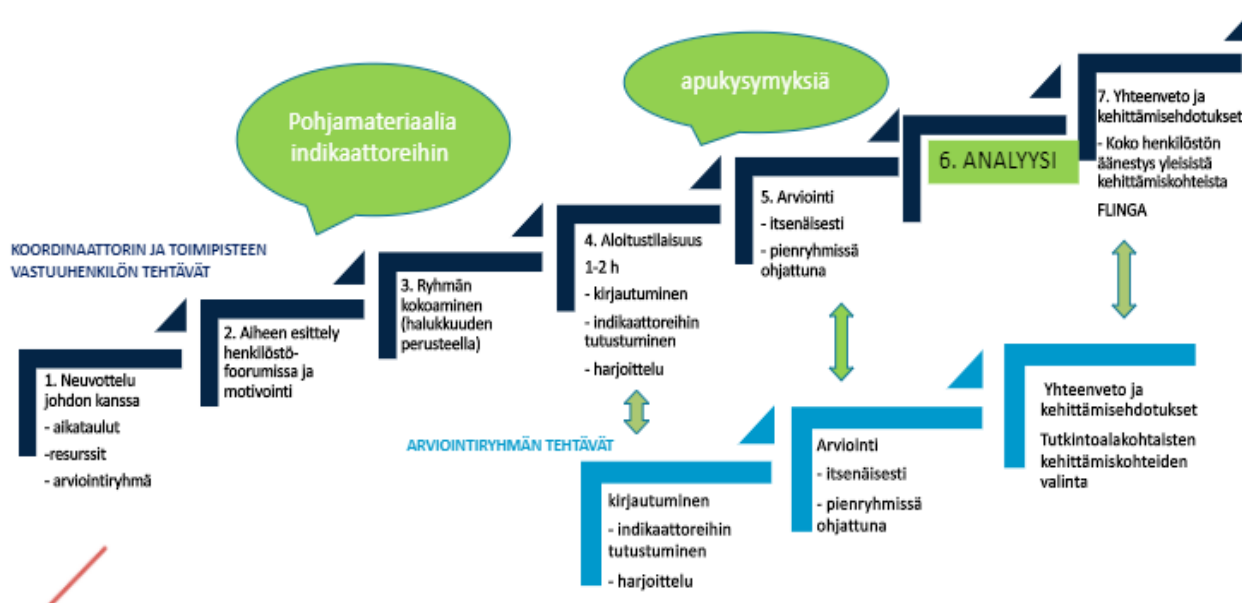 Pohjamateriaalia
indikaattoreihin
apukysymyksiä
KOORDINAATTORIN JA TOIMIPISTEEN
VASTUUHENKILÖN TEHTÄVÄT
1. Neuvottelu
johdon kanssa
- aikataulut
-resurssit
- arviointiryhmä
2. Aiheen esittely
henkilöstö-
foorumissa ja
motivointi
3. Ryhmän
kokoaminen
(halukkuuden
perusteella)
4. Aloitustilaisuus
1-2 h
- kirjautuminen
- indikaattoreihin
tutustuminen
- harjoittelu
5. Arviointi
- itsenäisesti
- pienryhmissä
ohjattuna
6. ANALYYSI
7. Yhteenveto ja
kehittämisehdotukset
- Koko henkilöstön
äänestys yleisistä
kehittämiskohteista
FLINGA
ARVIOINTIRYHMÄN TEHTÄVÄT
kirjautuminen
- indikaattoreihin
tutustuminen
- harjoittelu
Arviointi
- itsenäisesti
- pienryhmissä
ohjattuna
Yhteenveto ja
kehittämisehdotukset
Tutkintoalakohtaisten
kehittämiskohteiden
valinta